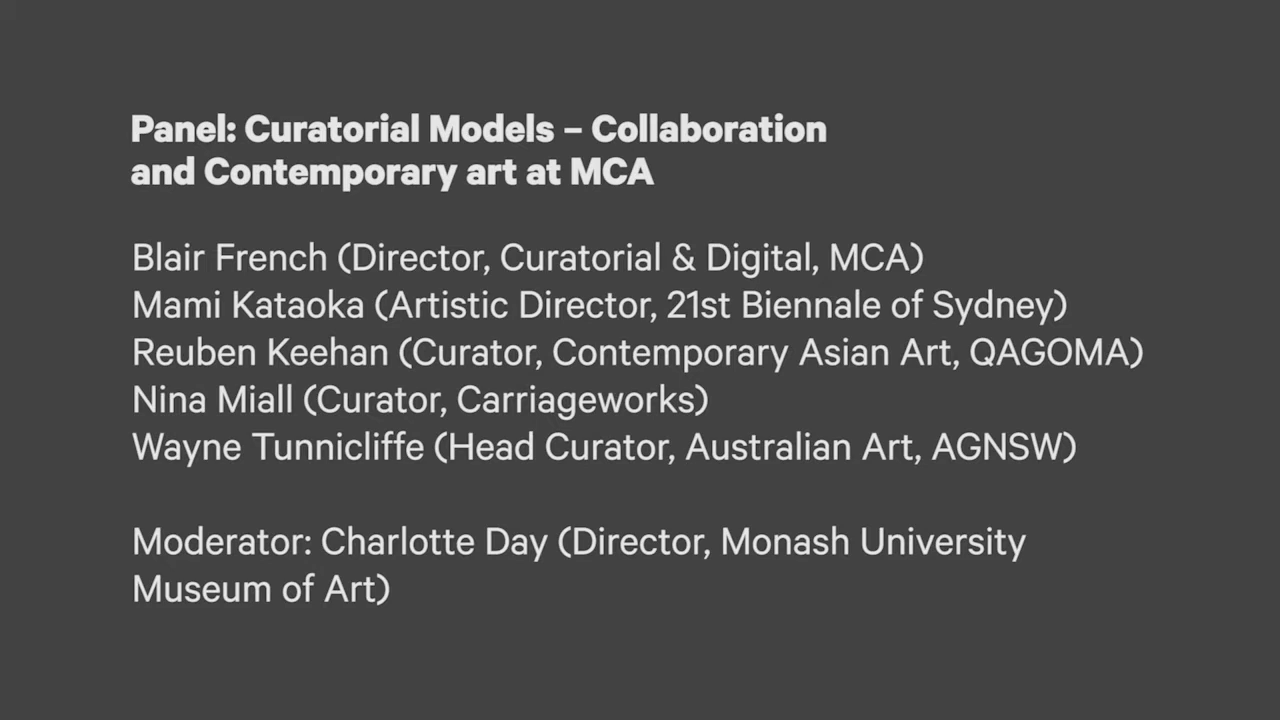 Panel: Curatorial Models – Collaboration
and Contemporary art at MCA
Blair French (Director, Curatorial & Digital, MCA)
Mami Kataoka (Artistic Director, 21st Biennale of Sydney)
Reuben Keehan (Curator, Contemporary Asian Art, QAGOMA)
Nina Miall (Curator, Carriageworks)
Wayne Tunnicliffe (Head Curator, Australian Art, AGNSW)
Moderator: Charlotte Day (Director, Monash University
Museum of Art)